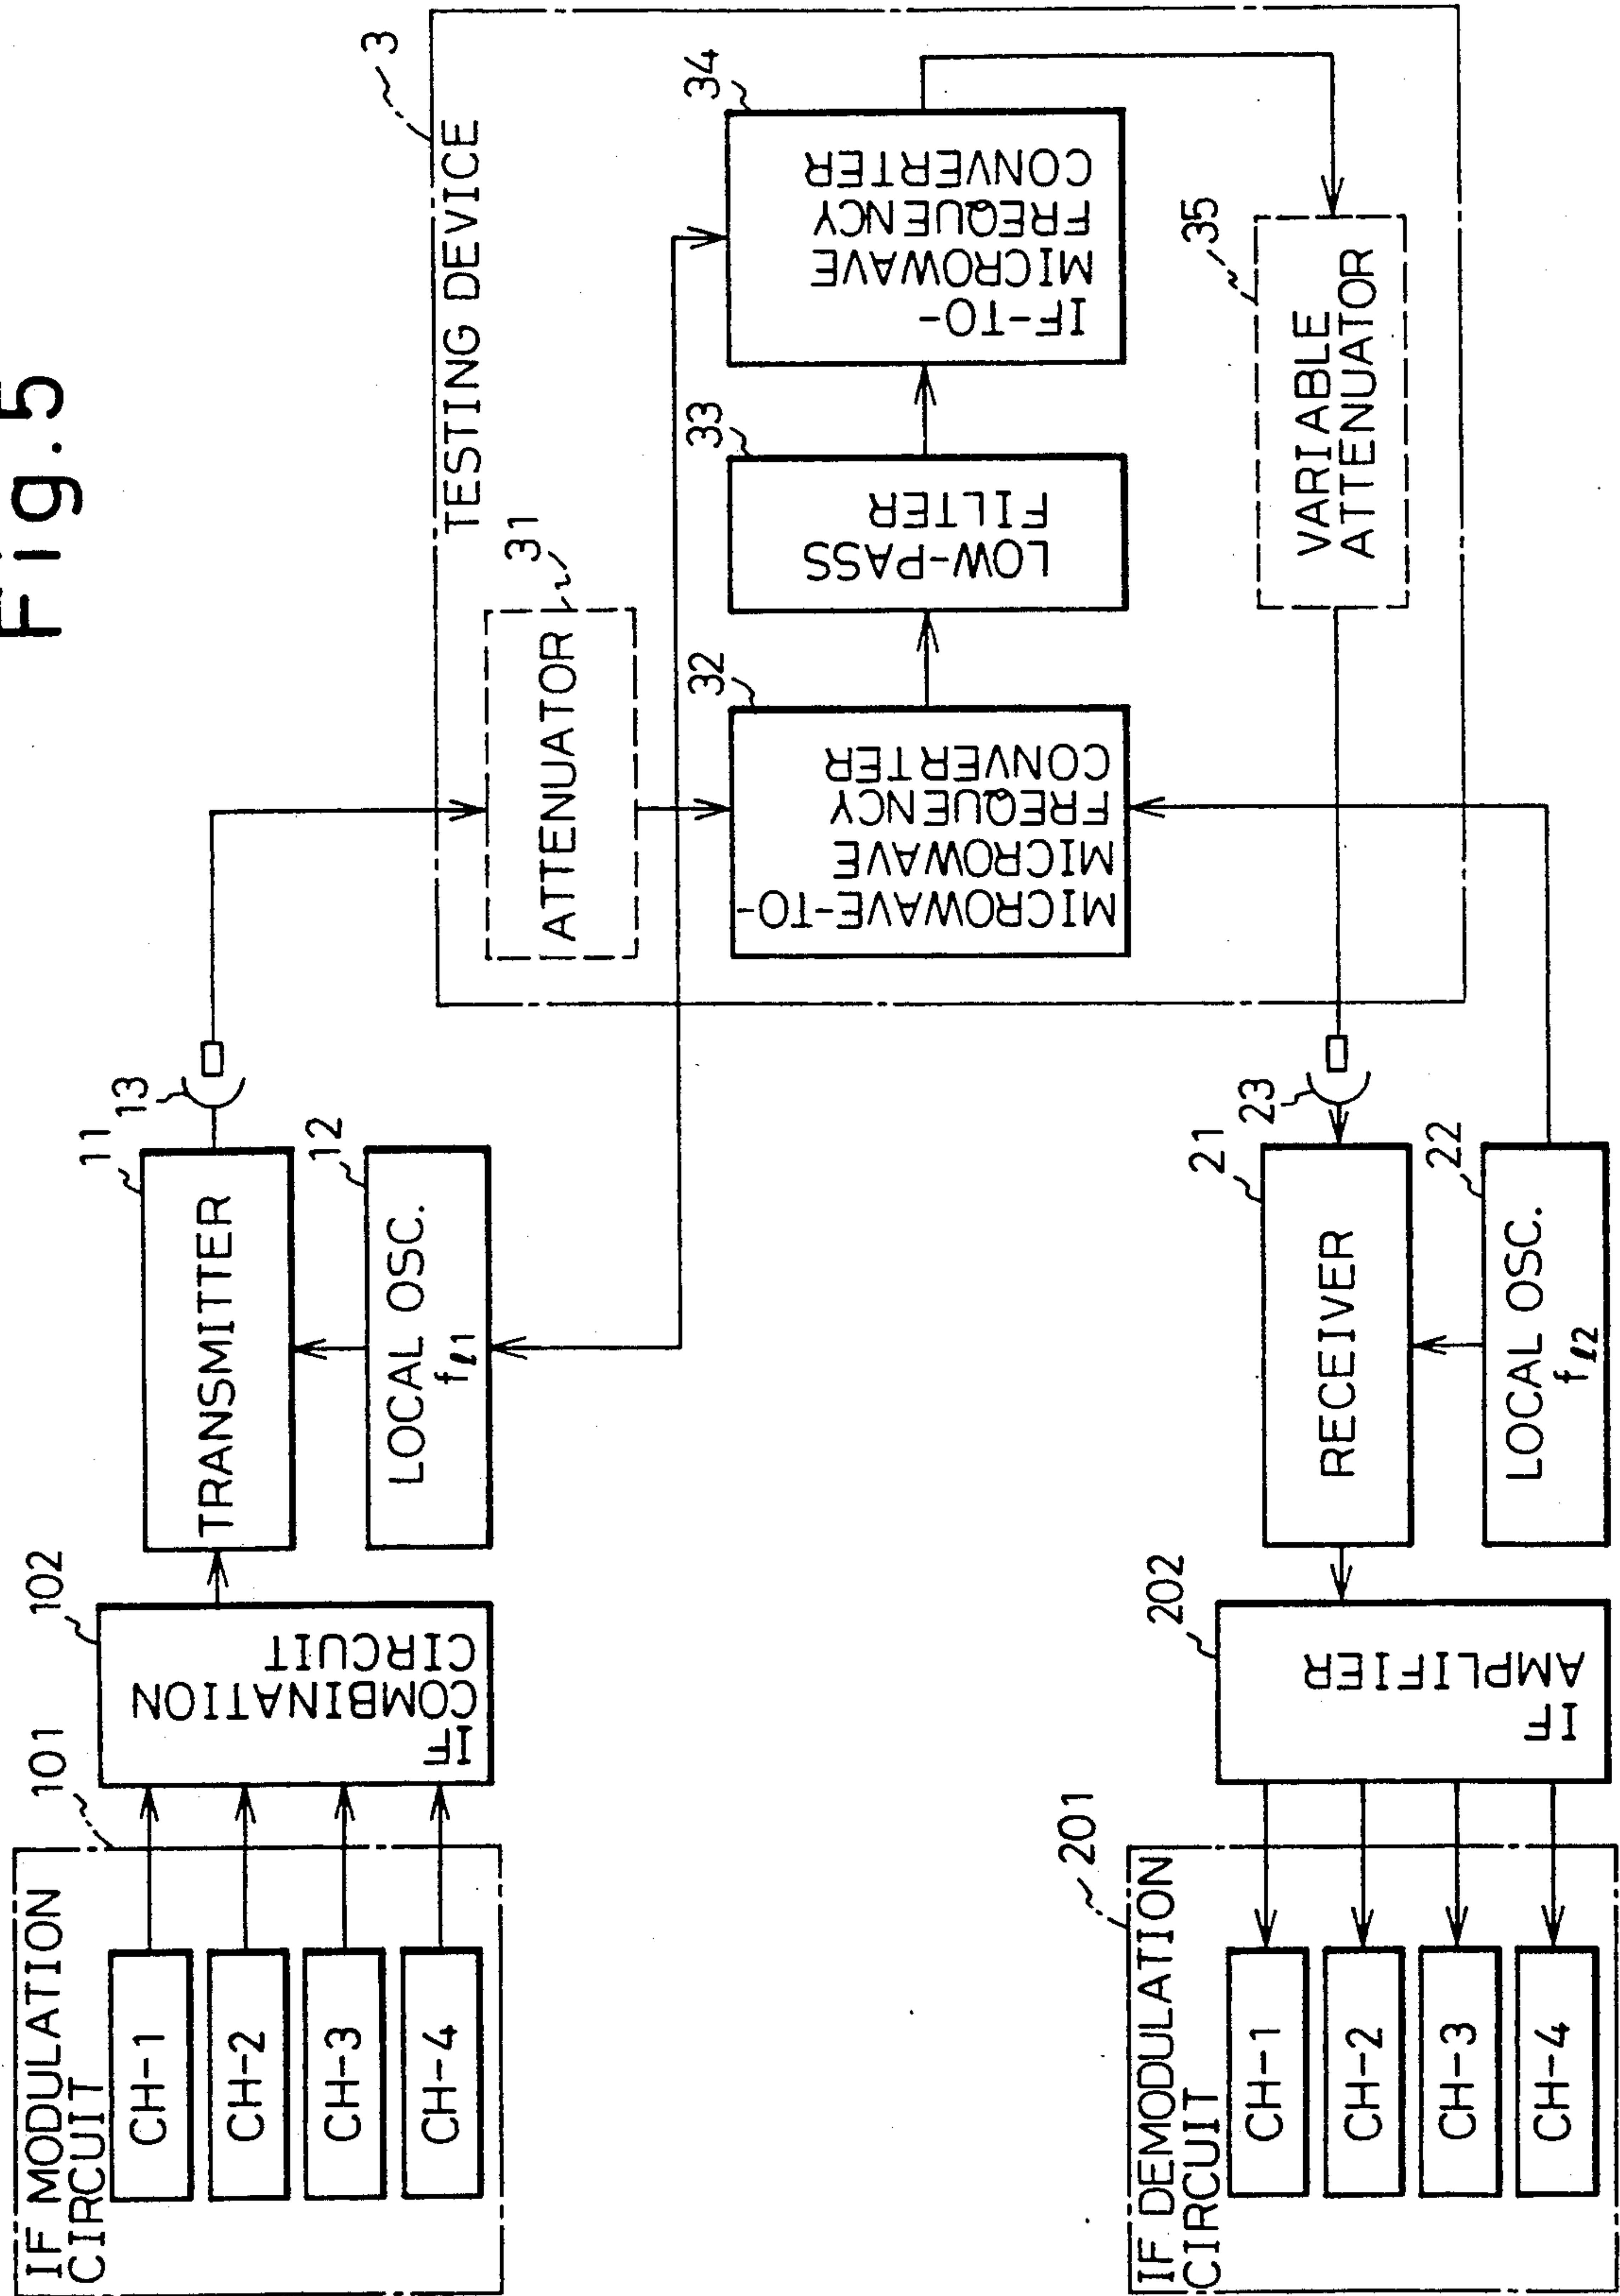 Fig.5
IF MODULATION
CIRCUIT
101
CH-1
CH-2
CH-3
CH-4
102
IF
COMBINATION
CIRCUIT
11
TRANSMITTER
13
12
LOCAL OSC.
fℓ1
3
TESTING DEVICE
31
ATTENUATOR
32
MICROWAVE-TO-
MICROWAVE
FREQUENCY
CONVERTER
33
LOW-PASS
FILTER
34
IF-TO-
MICROWAVE
FREQUENCY
CONVERTER
35
VARIABLE
ATTENUATOR
IF DEMODULATION
CIRCUIT
201
CH-1
CH-2
CH-3
CH-4
202
IF
AMPLIFIER
21
RECEIVER
23
22
LOCAL OSC.
fℓ2